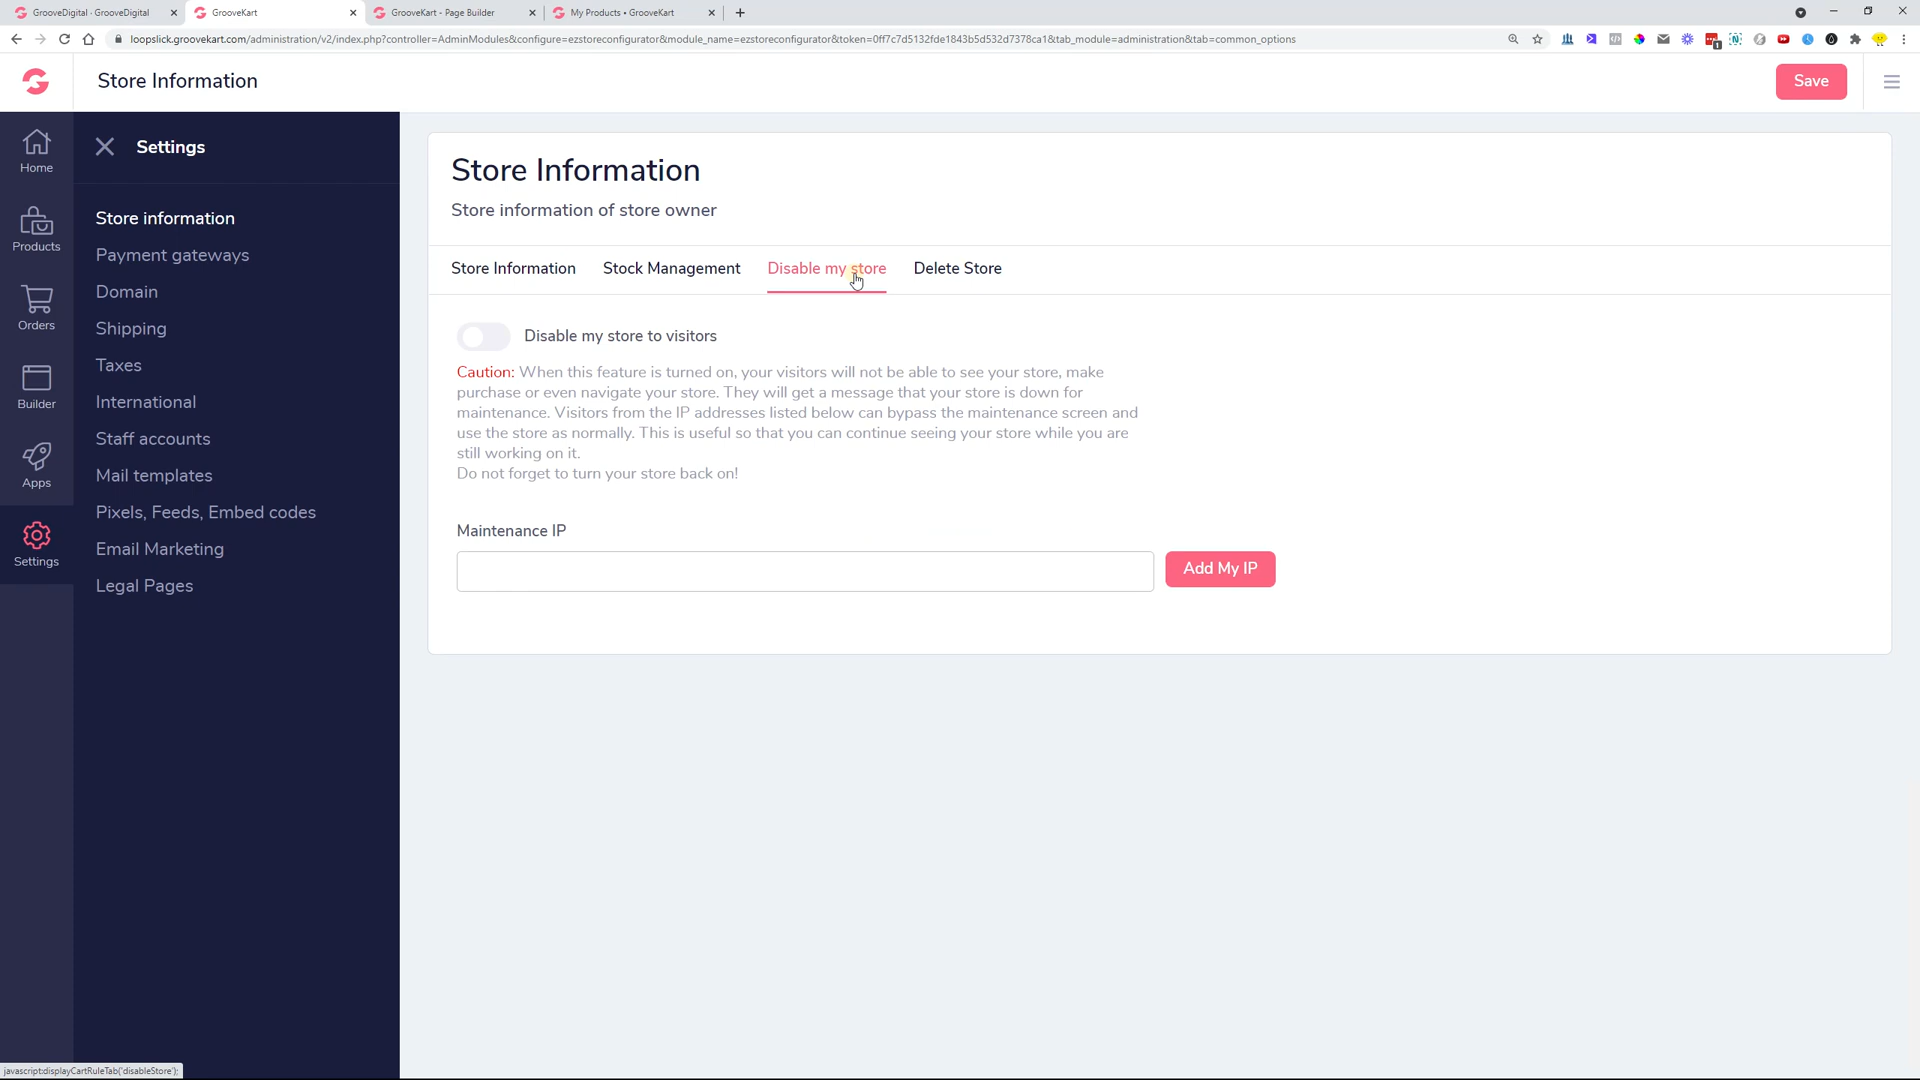 GrooveDigital · GrooveDigital
GrooveKart
GrooveKart - Page Builder
My Products • GrooveKart
loopslick.groovekart.com/administration/v2/index.php?controller=AdminModules&configure=ezstoreconfigurator&module_name=ezstoreconfigurator&token=0ff7c7d5132fde1843b5d532d7378ca1&tab_module=administration&tab=common_options
Store Information
Save
Home
Products
Orders
Builder
Apps
Settings
Settings
Store information
Payment gateways
Domain
Shipping
Taxes
International
Staff accounts
Mail templates
Pixels, Feeds, Embed codes
Email Marketing
Legal Pages
Store Information
Store information of store owner
Store Information
Stock Management
Disable my store
Delete Store
Disable my store to visitors
Caution: When this feature is turned on, your visitors will not be able to see your store, make
purchase or even navigate your store. They will get a message that your store is down for
maintenance. Visitors from the IP addresses listed below can bypass the maintenance screen and
use the store as normally. This is useful so that you can continue seeing your store while you are
still working on it.
Do not forget to turn your store back on!
Maintenance IP
Add My IP
javascript:displayCartRuleTab('disableStore');